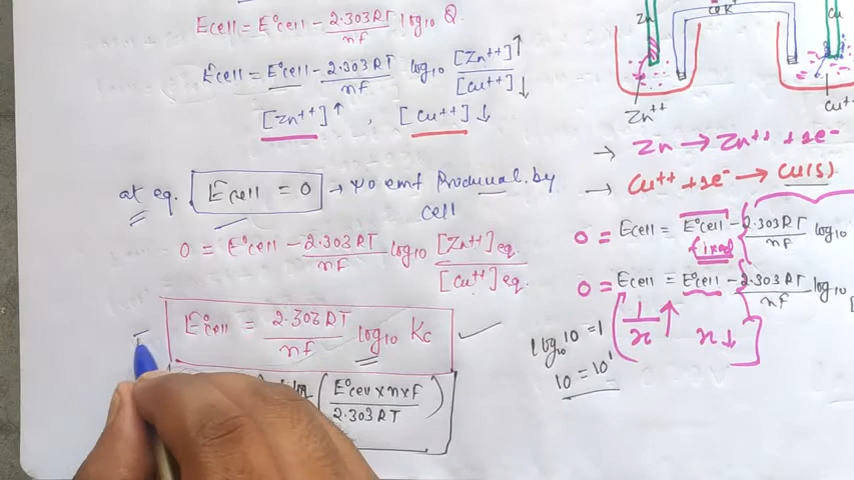 Ecell = E°cell - 2.303RT/nF log10 Q
Ecell = E°cell - 2.303RT/nF log10 [Zn++]↑/[Cu++]↓
[Zn++]↑ , [Cu++]↓
at eq. Ecell = 0 → no emf by cell
0 = E°cell - 2.303RT/nF log10 [Zn++]eq./[Cu++]eq.
E°cell = 2.303RT/nF log10 Kc
(E°cell x n x F/2.303RT)
Zn
Cu
Zn++
Cu++
→ Zn → Zn++ + 2e-
→ Cu++ + 2e- → Cu(s)
0 = Ecell = E°cell - 2.303RT/nF log10
fixed
0 = Ecell = E°cell - 2.303RT/nF log10
log10 10 = 1
10 = 10¹
1/x ↑ x↓